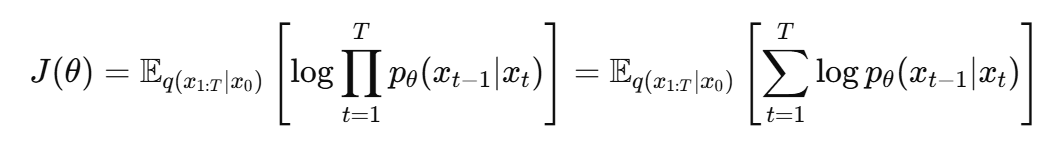 J(θ) = 𝔼_{q(x_{1:T}|x_0)} [log ∏_{t=1}^{T} p_θ(x_{t−1}|x_t)] = 𝔼_{q(x_{1:T}|x_0)} [∑_{t=1}^{T} log p_θ(x_{t−1}|x_t)]